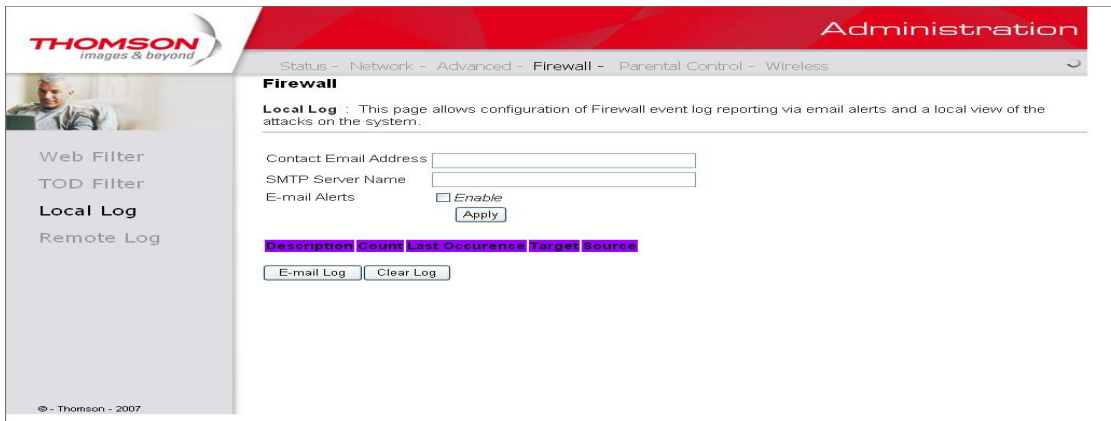 THOMSON
images & beyond
Administration
Status - Network - Advanced - Firewall - Parental Control - Wireless
Firewall
Local Log : This page allows configuration of Firewall event log reporting via email alerts and a local view of the
attacks on the system.
Web Filter
TOD Filter
Local Log
Remote Log
Contact Email Address
SMTP Server Name
E-mail Alerts Enable
Apply
Description Count Last Occurence Target Source
E-mail Log Clear Log
© - Thomson - 2007